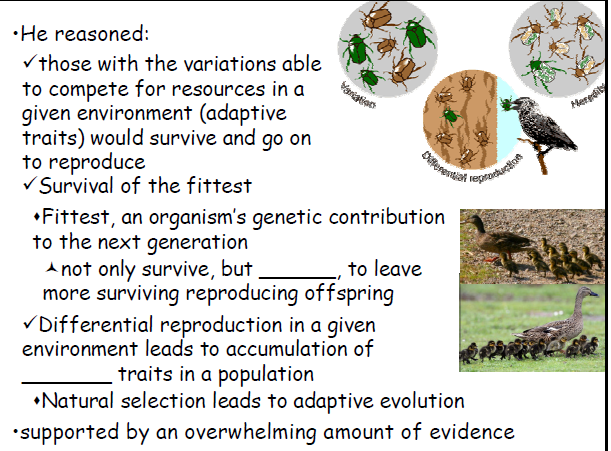 •He reasoned:
✓those with the variations able
to compete for resources in a
given environment (adaptive
traits) would survive and go on
to reproduce
✓Survival of the fittest
♦Fittest, an organism's genetic contribution
to the next generation
⅄not only survive, but _______, to leave
more surviving reproducing offspring
✓Differential reproduction in a given
environment leads to accumulation of
________ traits in a population
♦Natural selection leads to adaptive evolution
•supported by an overwhelming amount of evidence
Variation
Differential reproduction
Heredity